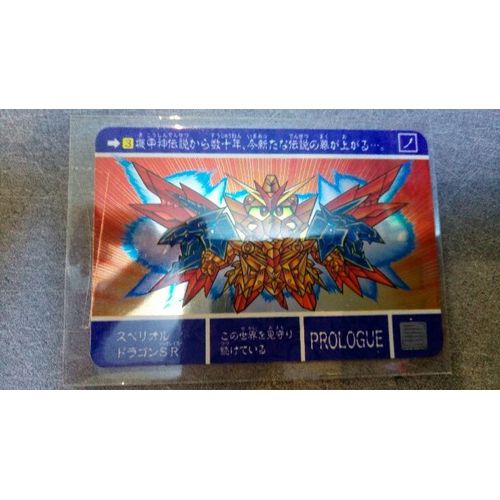 ➡3 機甲神伝説から数十年、今新たな伝説の幕が上がる…。 ノ
スペリオル
ドラゴンSR
この世界を見守り
続けている
PROLOGUE